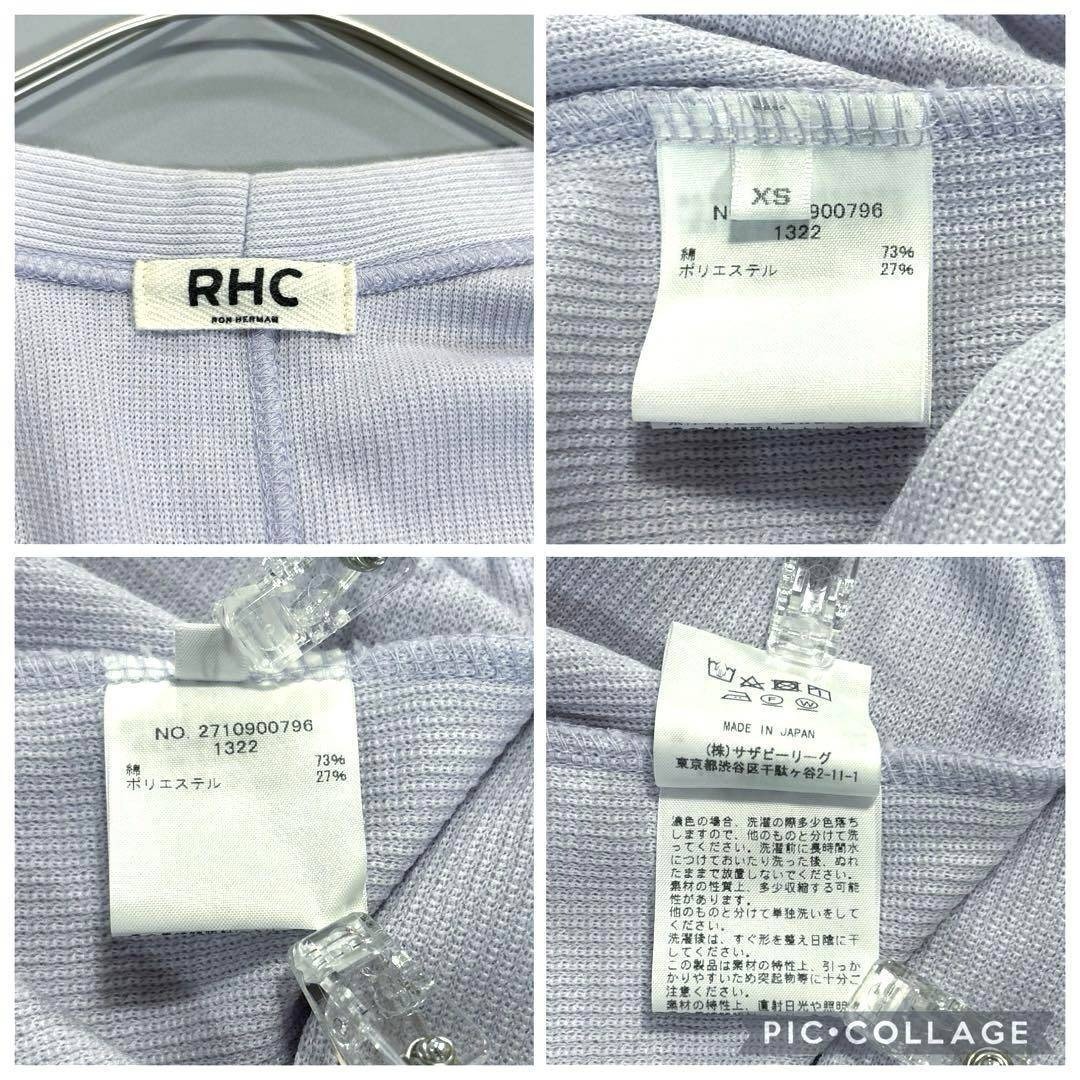 RHC
RON HERMAN
XS
900796
1322
綿 73%
ポリエステル 27%
NO. 2710900796
1322
綿 73%
ポリエステル 27%
MADE IN JAPAN
(株)サザビーリーグ
東京都渋谷区千駄ヶ谷2-11-1
濃色の場合、洗濯の際多少色落ち
しますので、他のものと分けて洗
ってください。洗濯前に長時間水
につけておいたり洗った後、ぬれ
たままで放置しないでください。
素材の性質上、多少収縮する可能
性があります。
他のものと分けて単独洗いをして
ください。
洗濯後は、すぐ形を整え日陰に干
してください。
この製品は素材の特性上、引っか
かりやすいため突起物等に十分ご
注意ください。
素材の特性上、直射日光や照明
PIC•COLLAGE